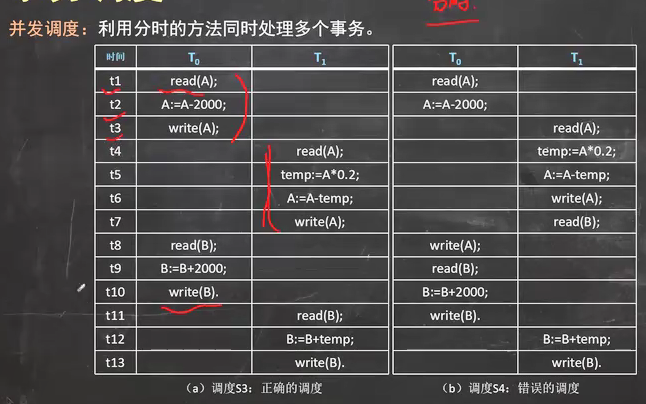 并发调度：利用分时的方法同时处理多个事务。
时间 T0 T1 T0 T1
t1 read(A); read(A);
t2 A:=A-2000; A:=A-2000;
t3 write(A); read(A);
t4 read(A); temp:=A*0.2;
t5 temp:=A*0.2; A:=A-temp;
t6 A:=A-temp; write(A);
t7 write(A); read(B);
t8 read(B); write(A);
t9 B:=B+2000; read(B);
t10 write(B). B:=B+2000;
t11 read(B); write(B).
t12 B:=B+temp; B:=B+temp;
t13 write(B). write(B).
（a）调度S3：正确的调度 （b）调度S4：错误的调度